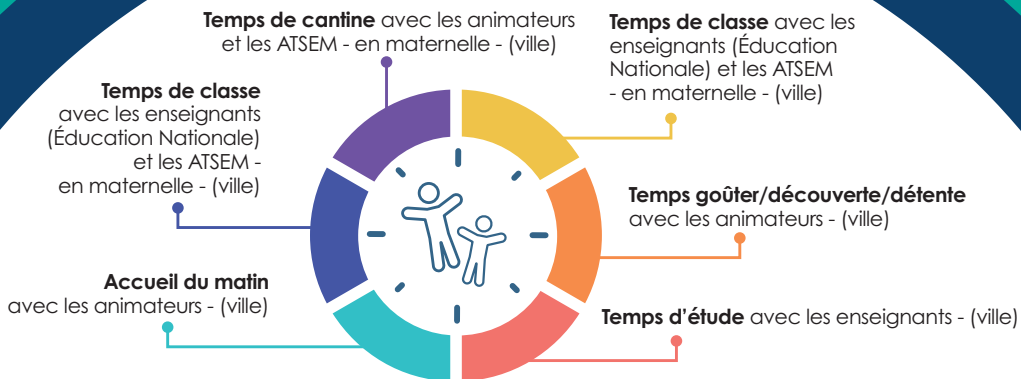 Temps de cantine avec les animateurs
et les ATSEM - en maternelle - (ville)
Temps de classe avec les
enseignants (Éducation
Nationale) et les ATSEM
- en maternelle - (ville)
Temps de classe
avec les enseignants
(Éducation Nationale)
et les ATSEM -
en maternelle - (ville)
Temps goûter/découverte/détente
avec les animateurs - (ville)
Accueil du matin
avec les animateurs - (ville)
Temps d'étude avec les enseignants - (ville)